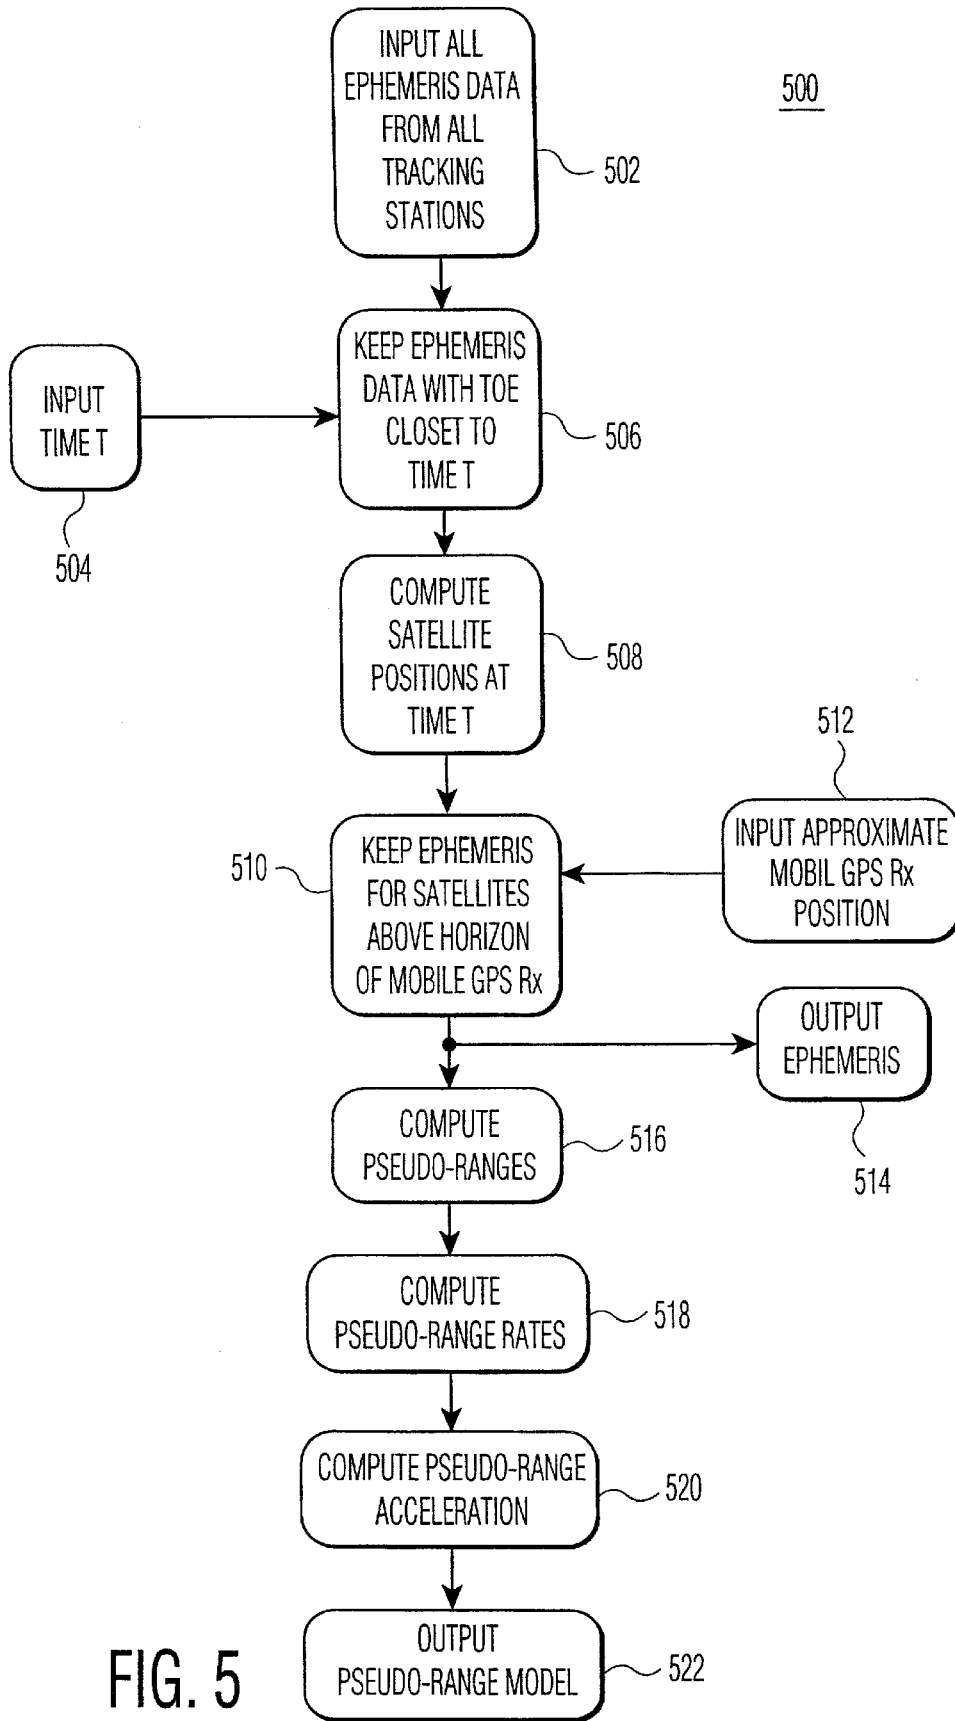 INPUT ALL
EPHEMERIS DATA
FROM ALL
TRACKING
STATIONS
500
502
KEEP EPHEMERIS
DATA WITH TOE
CLOSET TO
TIME T
506
INPUT
TIME T
504
COMPUTE
SATELLITE
POSITIONS AT
TIME T
508
512
INPUT APPROXIMATE
MOBIL GPS Rx
POSITION
510
KEEP EPHEMERIS
FOR SATELLITES
ABOVE HORIZON
OF MOBILE GPS Rx
OUTPUT
EPHEMERIS
514
COMPUTE
PSEUDO-RANGES
516
COMPUTE
PSEUDO-RANGE RATES
518
COMPUTE PSEUDO-RANGE
ACCELERATION
520
OUTPUT
PSEUDO-RANGE MODEL
522
FIG. 5